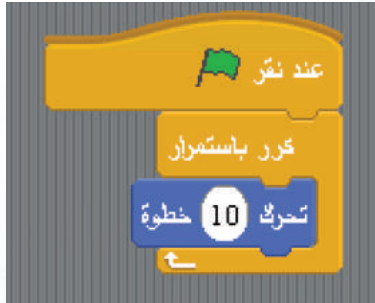 عند نقر
كرر باستمرار
تحرك 10 خطوة